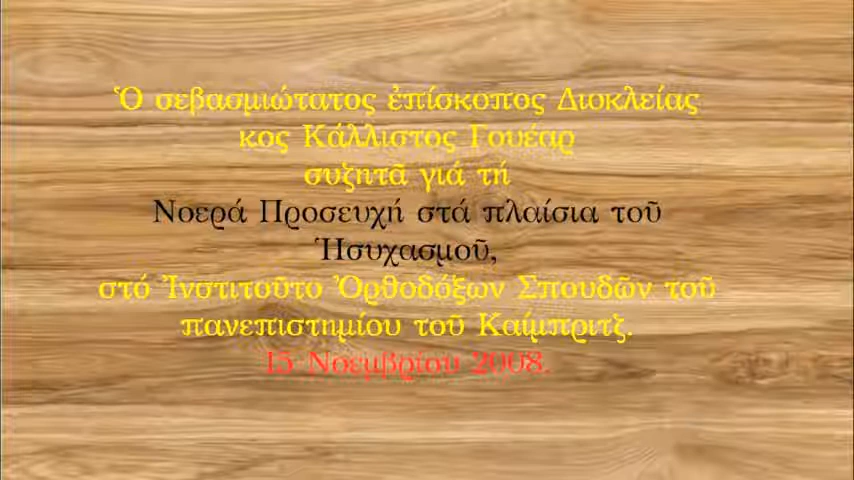 Ὁ σεβασμιώτατος ἐπίσκοπος Διοκλείας
κος Κάλλιστος Γουέαρ
συζητᾶ γιά τή
Νοερά Προσευχή στά πλαίσια τοῦ
Ἡσυχασμοῦ,
στό Ἰνστιτοῦτο Ὀρθοδόξων Σπουδῶν τοῦ
πανεπιστημίου τοῦ Καίμπριτζ.
15 Νοεμβρίου 2008.